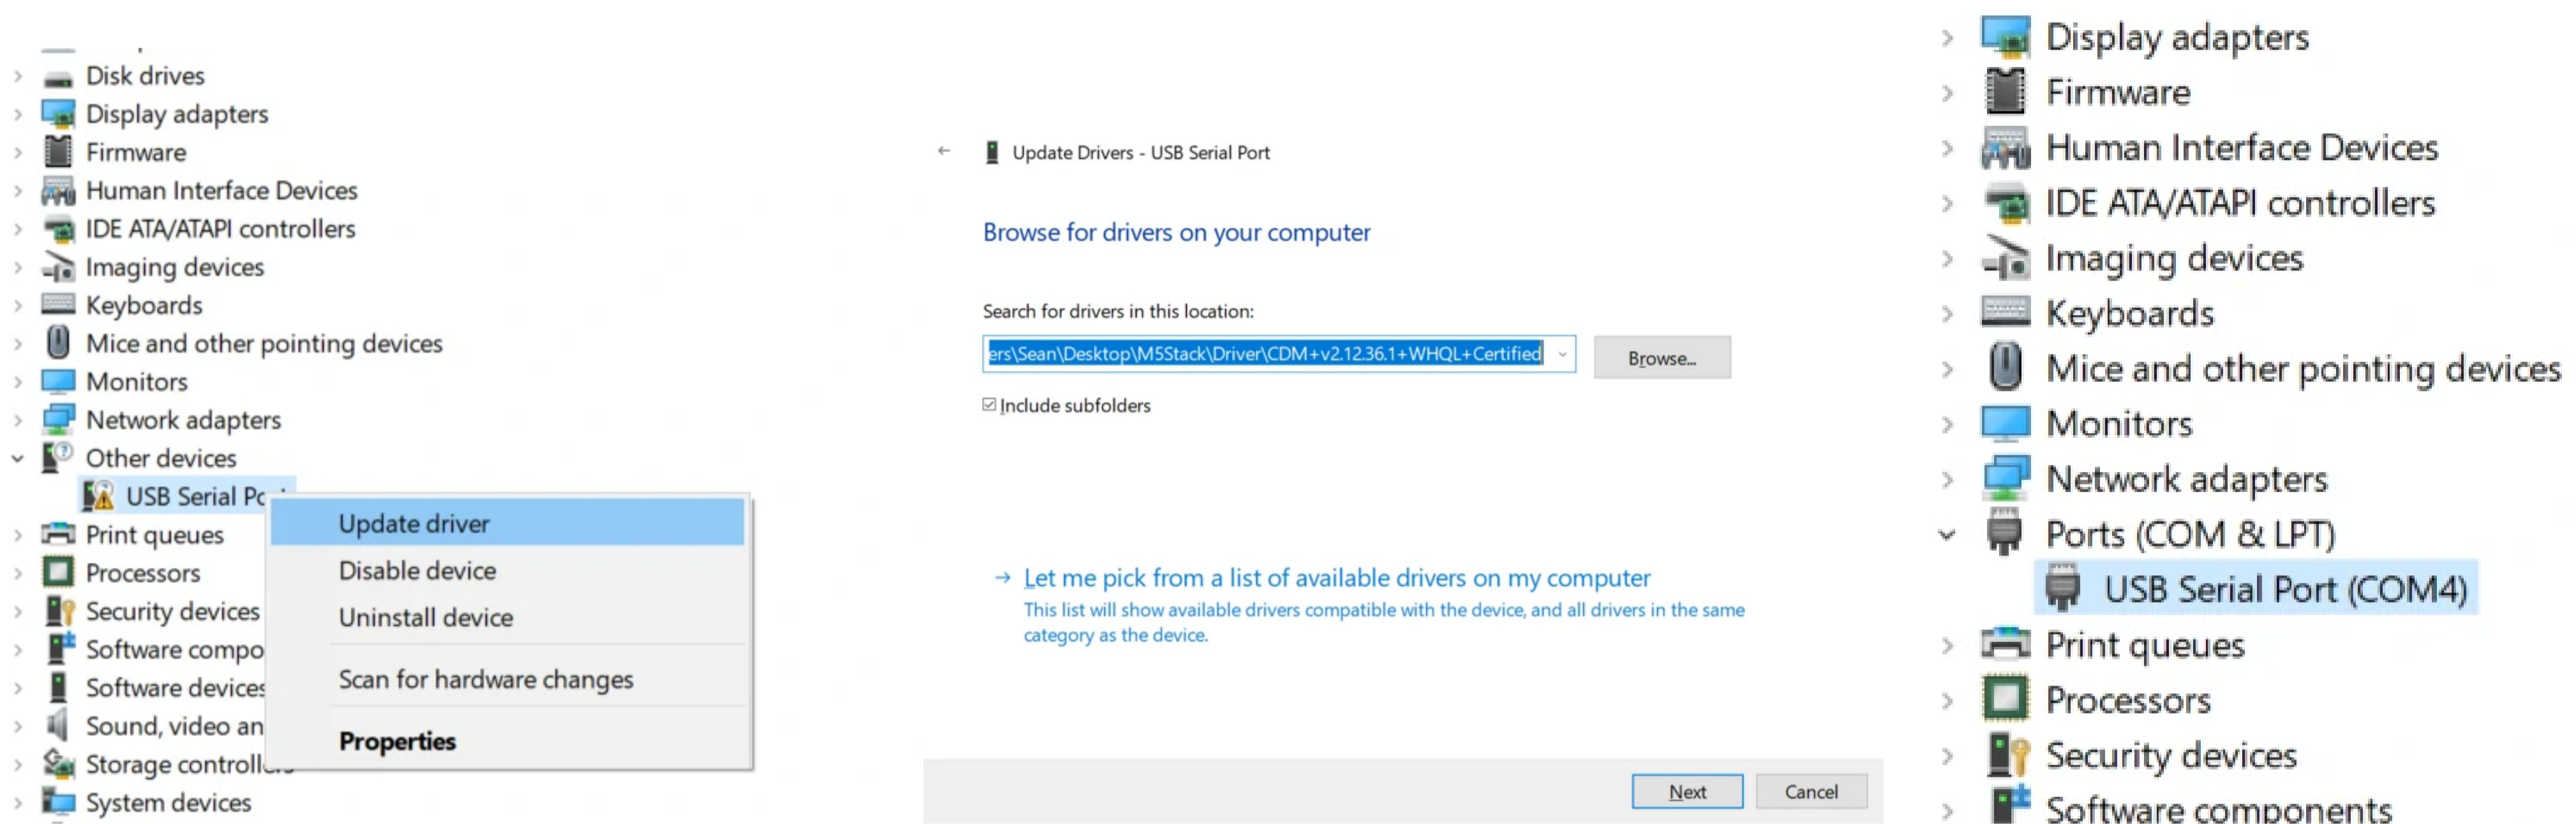 Disk drives
Display adapters
Firmware
Human Interface Devices
IDE ATA/ATAPI controllers
Imaging devices
Keyboards
Mice and other pointing devices
Monitors
Network adapters
Other devices
USB Serial
Print queues
Processors
Security devices
Software compo
Software devices
Sound, video an
Storage
System devices
Update driver
Disable device
Uninstall device
Scan for hardware changes
Properties
Update Drivers - USB Serial Port
Browse for drivers on your computer
Search for drivers in this location:
ers\Sean\Desktop\M5Stack\Driver\CDM+v2.12.36.1+WHQL+Certified
Browse...
Include subfolders
Let me pick from a list of available drivers on my computer
This list will show available drivers compatible with the device, and all drivers in the same
category as the device.
Next
Cancel
Display adapters
Firmware
Human Interface Devices
IDE ATA/ATAPI controllers
Imaging devices
Keyboards
Mice and other pointing devices
Monitors
Network adapters
Ports (COM & LPT)
USB Serial Port (COM4)
Print queues
Processors
Security devices
Software components